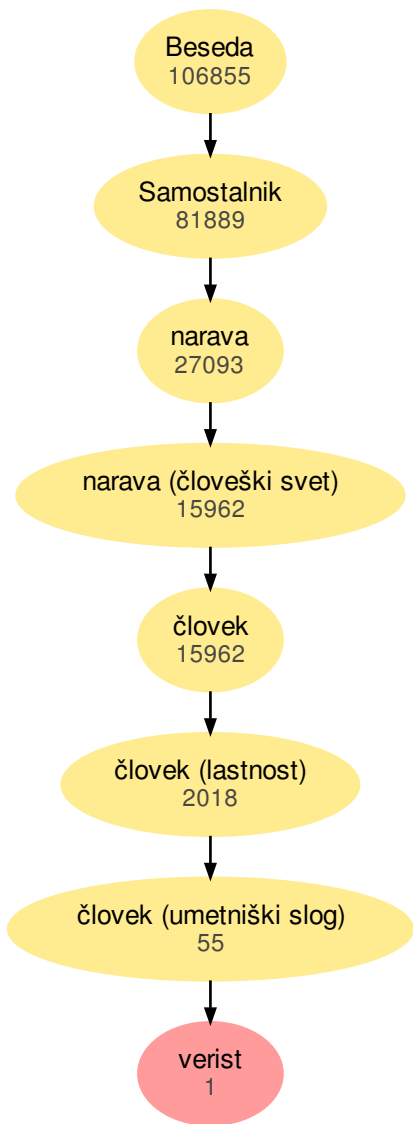 Beseda
106855
Samostalnik
81889
narava
27093
narava (človeški svet)
15962
človek
15962
človek (lastnost)
2018
človek (umetniški slog)
55
verist
1